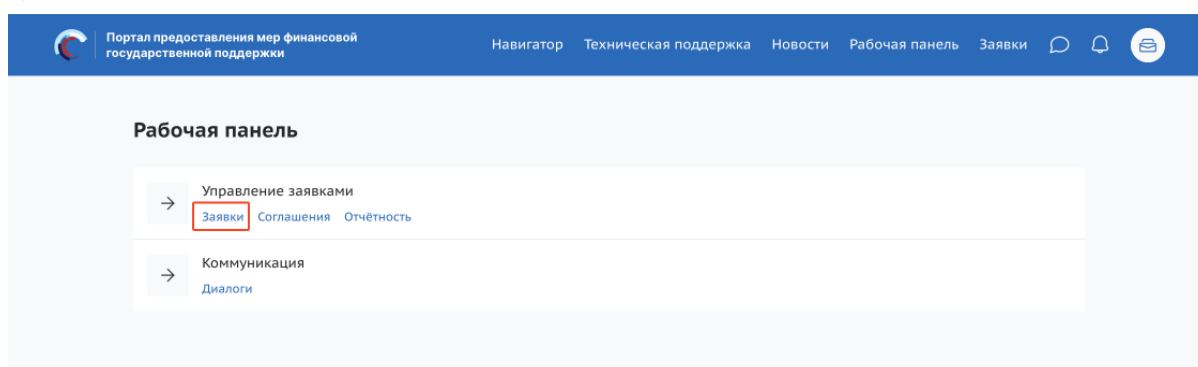 Портал предоставления мер финансовой
государственной поддержки
Навигатор Техническая поддержка Новости Рабочая панель Заявки
Рабочая панель
Управление заявками
Заявки Соглашения Отчётность
Коммуникация
Диалоги